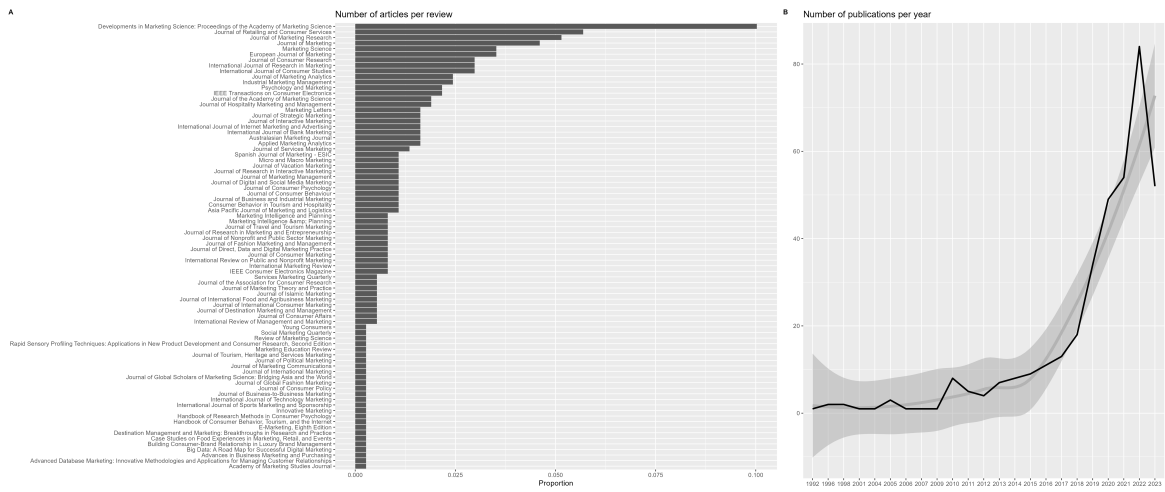 A
Number of articles per review
Developments in Marketing Science: Proceedings of the Academy of Marketing Science
Journal of Retailing and Consumer Services
Journal of Marketing Research
Journal of Marketing
Marketing Science
European Journal of Marketing
Journal of Consumer Research
International Journal of Research in Marketing
International Journal of Consumer Studies
Journal of Marketing Analytics
Industrial Marketing Management
Psychology and Marketing
IEEE Transactions on Consumer Electronics
Journal of the Academy of Marketing Science
Journal of Hospitality Marketing and Management
Marketing Letters
Journal of Strategic Marketing
Journal of Interactive Marketing
International Journal of Internet Marketing and Advertising
International Journal of Bank Marketing
Australasian Marketing Journal
Applied Marketing Analytics
Journal of Services Marketing
Spanish Journal of Marketing - ESIC
Micro and Macro Marketing
Journal of Vacation Marketing
Journal of Research in Interactive Marketing
Journal of Marketing Management
Journal of Digital and Social Media Marketing
Journal of Consumer Psychology
Journal of Consumer Behaviour
Journal of Business and Industrial Marketing
Consumer Behavior in Tourism and Hospitality
Asia Pacific Journal of Marketing and Logistics
Marketing Intelligence and Planning
Marketing Intelligence &amp; Planning
Journal of Travel and Tourism Marketing
Journal of Research in Marketing and Entrepreneurship
Journal of Nonprofit and Public Sector Marketing
Journal of Fashion Marketing and Management
Journal of Direct, Data and Digital Marketing Practice
Journal of Consumer Marketing
International Review on Public and Nonprofit Marketing
International Marketing Review
IEEE Consumer Electronics Magazine
Services Marketing Quarterly
Journal of the Association for Consumer Research
Journal of Marketing Theory and Practice
Journal of Islamic Marketing
Journal of International Food and Agribusiness Marketing
Journal of International Consumer Marketing
Journal of Destination Marketing and Management
Journal of Consumer Affairs
International Review of Management and Marketing
Young Consumers
Social Marketing Quarterly
Review of Marketing Science
Rapid Sensory Profiling Techniques: Applications in New Product Development and Consumer Research, Second Edition
Marketing Education Review
Journal of Tourism, Heritage and Services Marketing
Journal of Political Marketing
Journal of Marketing Communications
Journal of International Marketing
Journal of Global Scholars of Marketing Science: Bridging Asia and the World
Journal of Global Fashion Marketing
Journal of Consumer Policy
Journal of Business-to-Business Marketing
International Journal of Technology Marketing
International Journal of Sports Marketing and Sponsorship
Innovative Marketing
Handbook of Research Methods in Consumer Psychology
Handbook of Consumer Behavior, Tourism, and the Internet
E-Marketing, Eighth Edition
Destination Management and Marketing: Breakthroughs in Research and Practice
Case Studies on Food Experiences in Marketing, Retail, and Events
Building Consumer-Brand Relationship in Luxury Brand Management
Big Data: A Road Map for Successful Digital Marketing
Advances in Business Marketing and Purchasing
Advanced Database Marketing: Innovative Methodologies and Applications for Managing Customer Relationships
Academy of Marketing Studies Journal
0.000 0.025 0.050 0.075 0.100
Proportion
B
Number of publications per year
80
60
40
20
0
1992 1996 1998 2001 2004 2005 2006 2007 2009 2010 2011 2012 2013 2014 2015 2016 2017 2018 2019 2020 2021 2022 2023